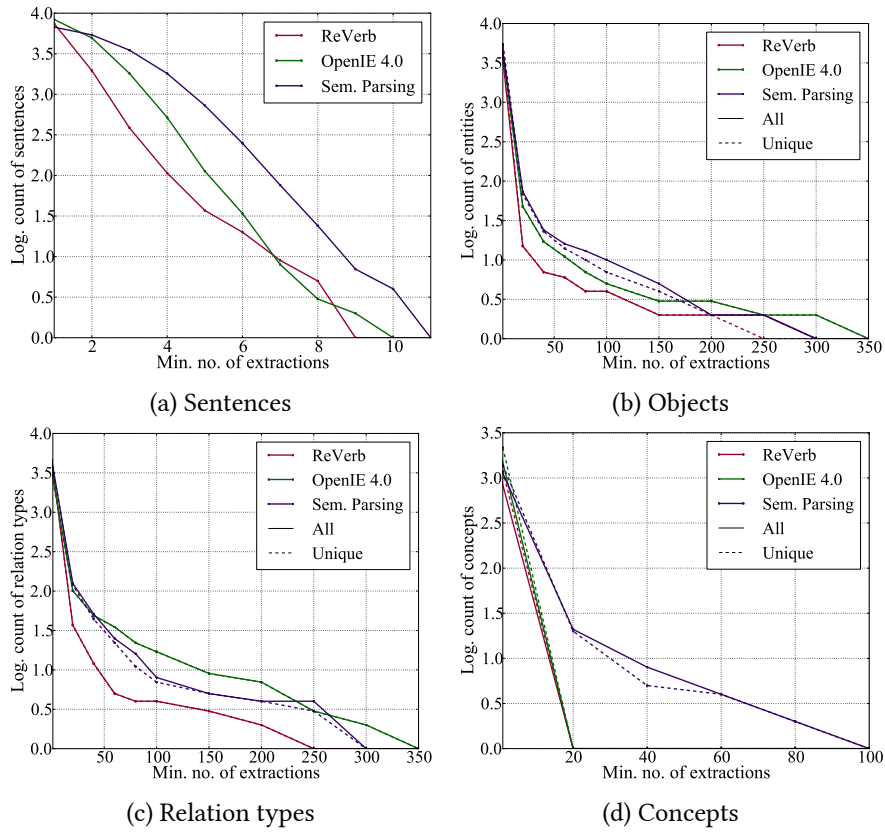 4.0
3.5
3.0
2.5
2.0
1.5
1.0
0.5
0.0
Log. count of sentences
ReVerb
OpenIE 4.0
Sem. Parsing
2 4 6 8 10
Min. no. of extractions
(a) Sentences
4.0
3.5
3.0
2.5
2.0
1.5
1.0
0.5
0.0
Log. count of entities
ReVerb
OpenIE 4.0
Sem. Parsing
All
Unique
50 100 150 200 250 300 350
Min. no. of extractions
(b) Objects
4.0
3.5
3.0
2.5
2.0
1.5
1.0
0.5
0.0
Log. count of relation types
ReVerb
OpenIE 4.0
Sem. Parsing
All
Unique
50 100 150 200 250 300 350
Min. no. of extractions
(c) Relation types
3.5
3.0
2.5
2.0
1.5
1.0
0.5
0.0
Log. count of concepts
ReVerb
OpenIE 4.0
Sem. Parsing
All
Unique
20 40 60 80 100
Min. no. of extractions
(d) Concepts